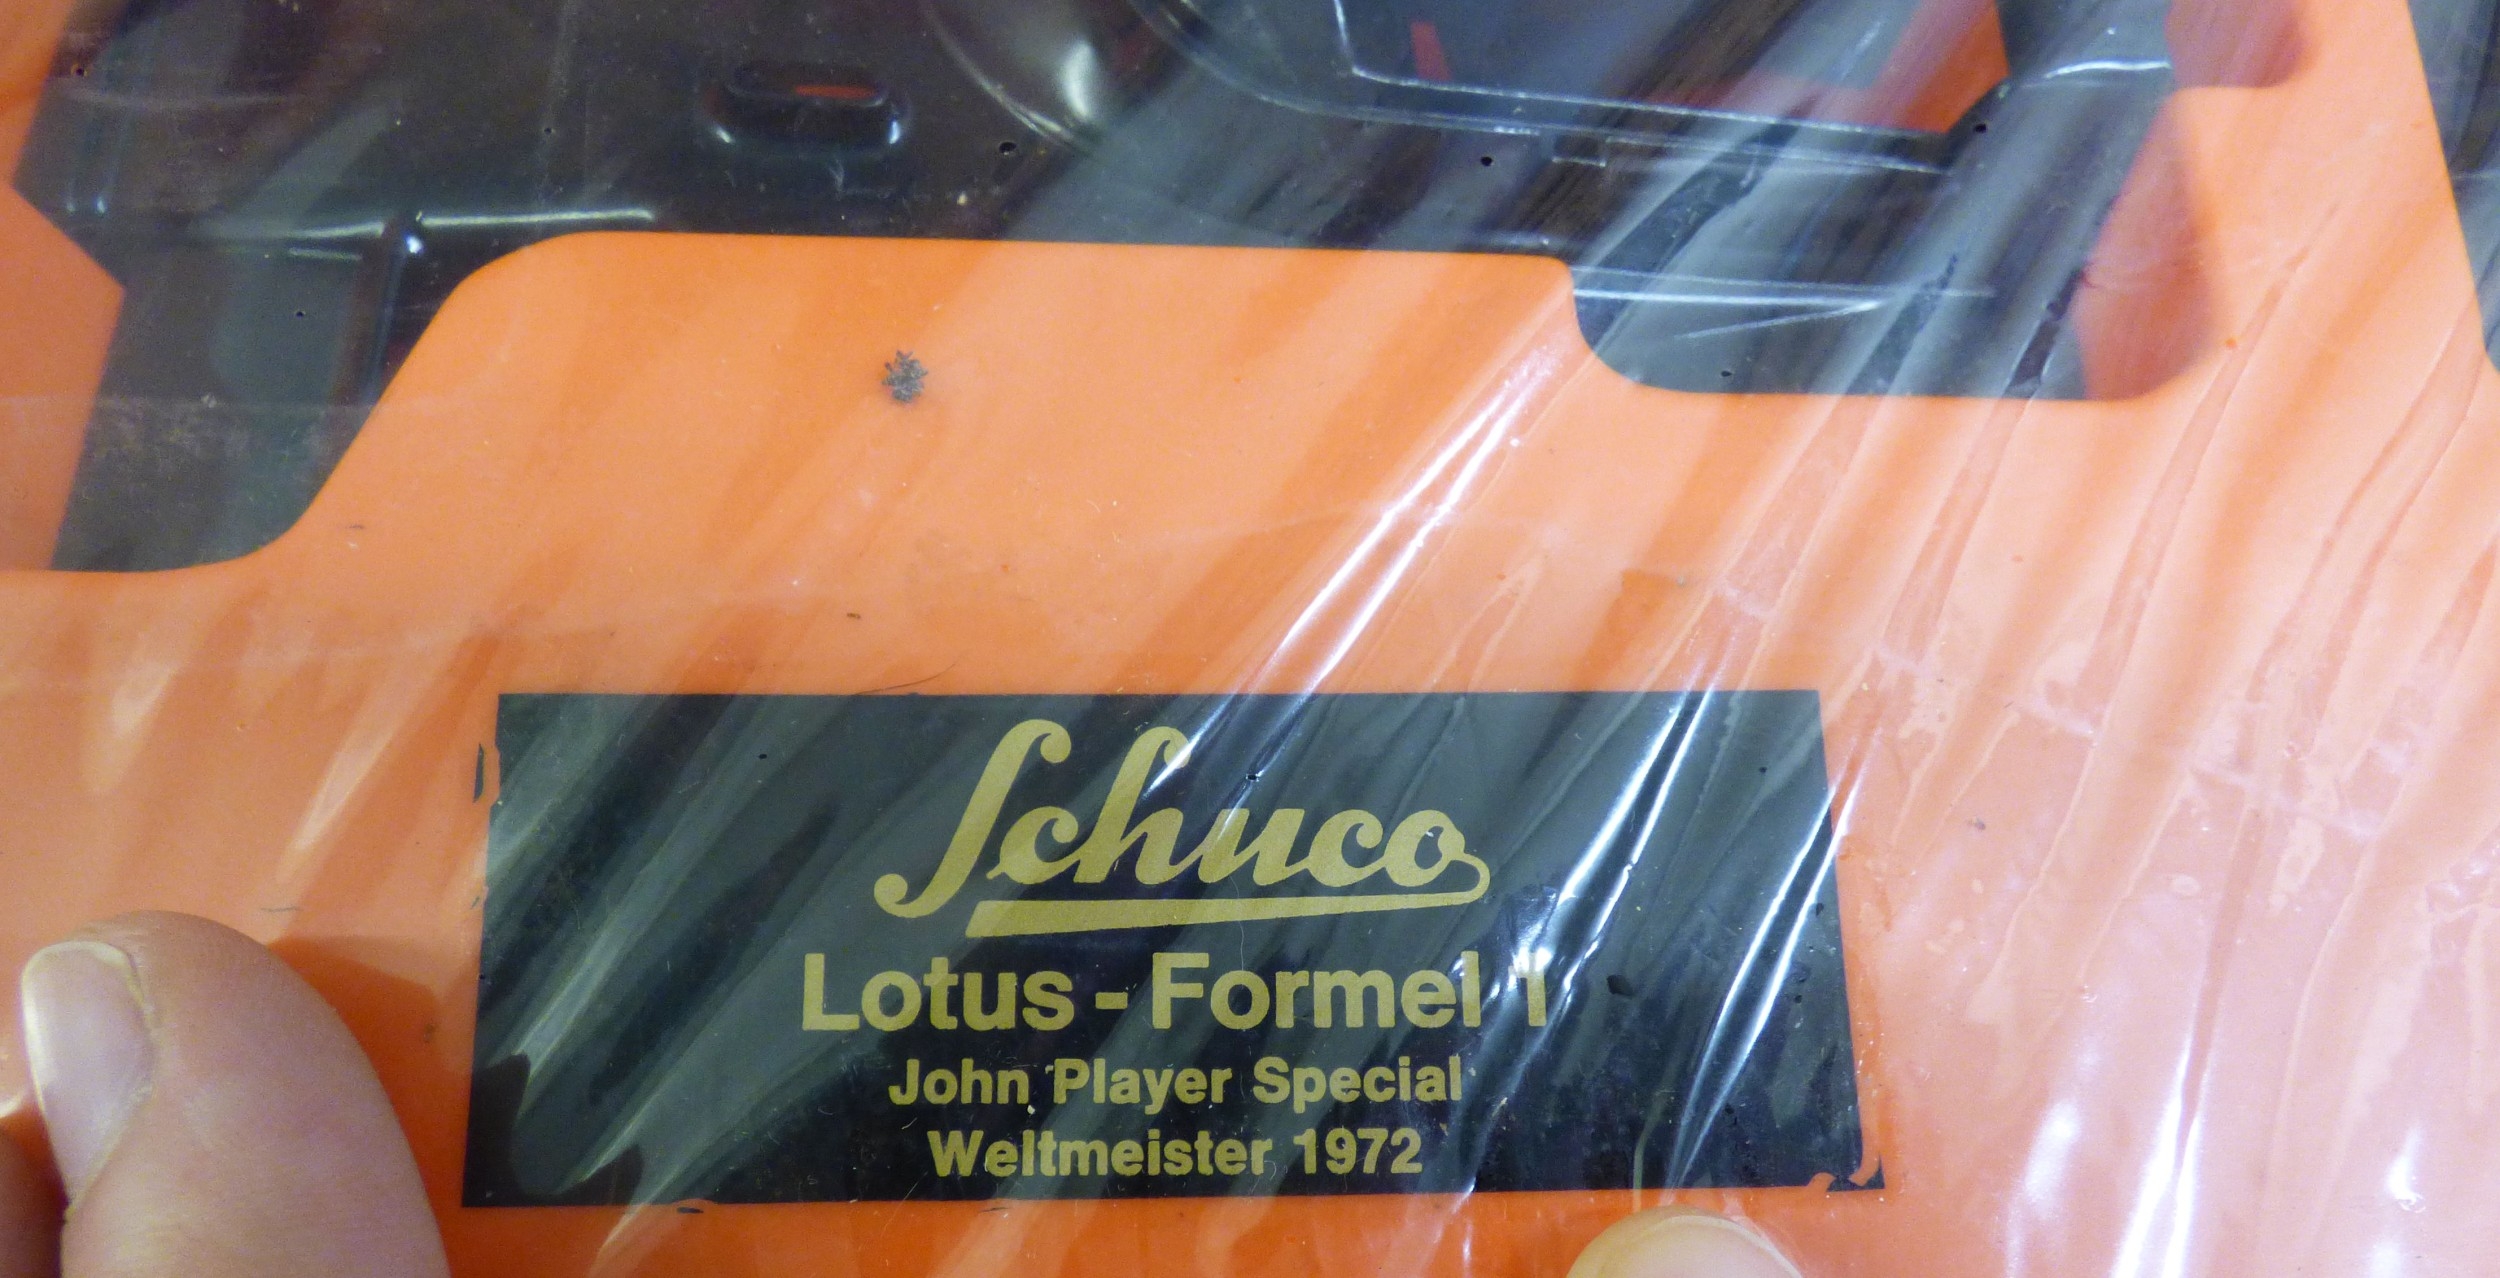 Schuco
Lotus - Formel 1
John Player Special
Weltmeister 1972